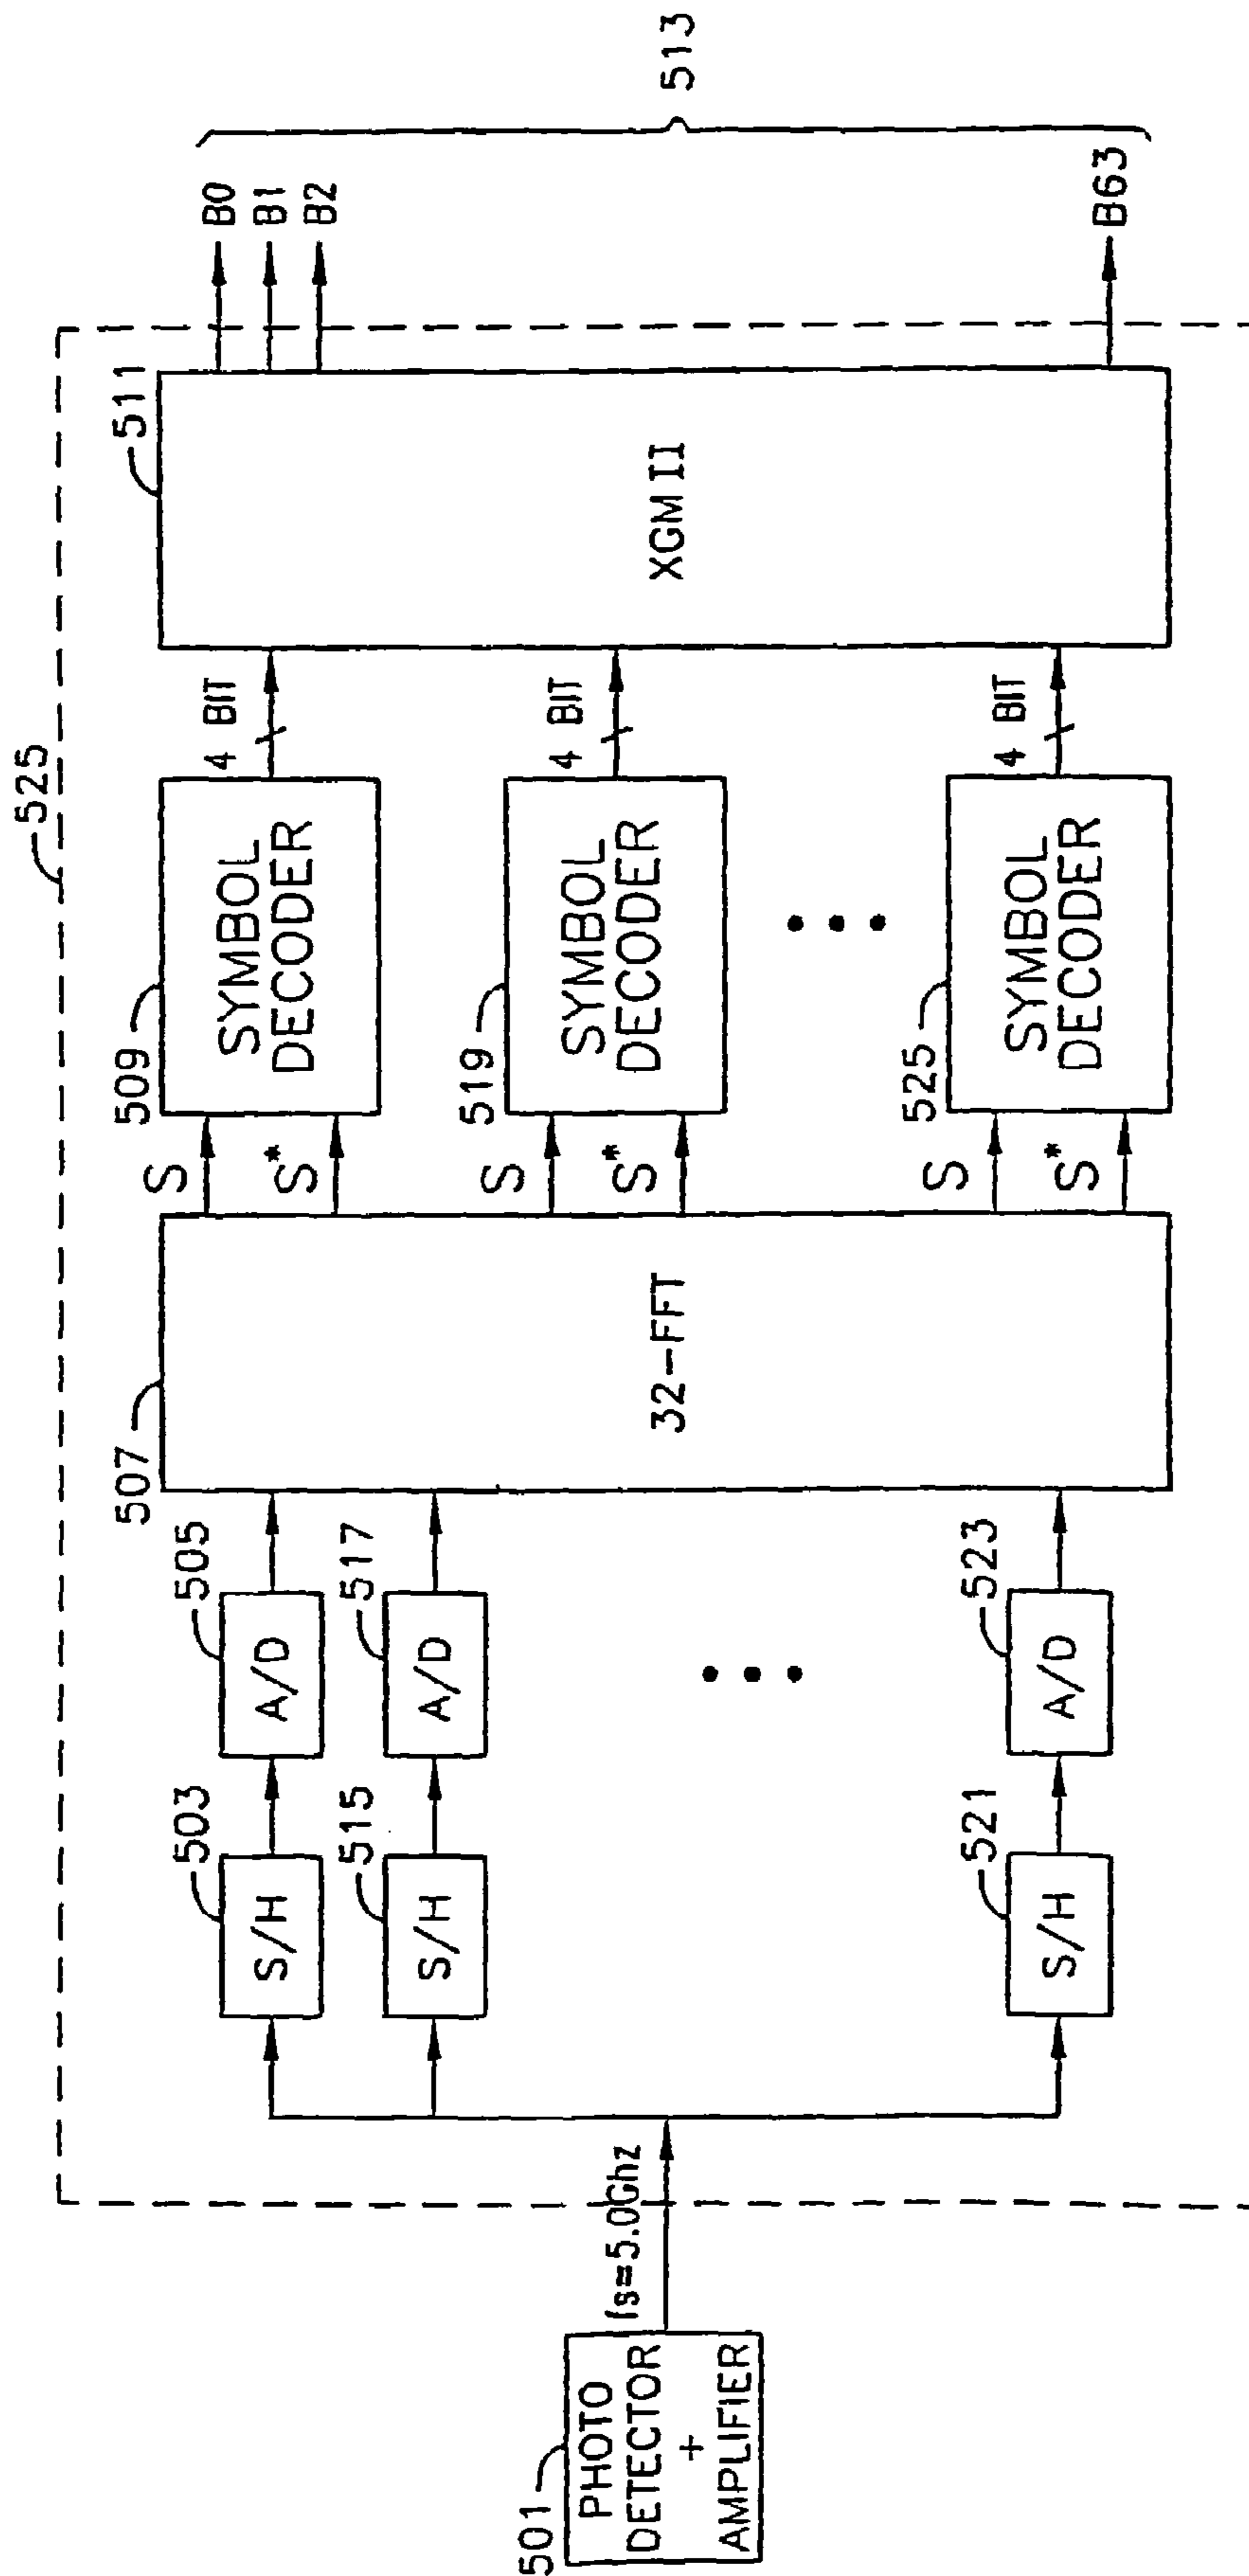 525
501
PHOTO
DETECTOR
+
AMPLIFIER
fs=5.0Ghz
503
S/H
505
A/D
515
S/H
517
A/D
521
S/H
523
A/D
507
32-FFT
S
S*
S
S*
S
S*
509
SYMBOL
DECODER
519
SYMBOL
DECODER
525
SYMBOL
DECODER
4 BIT
4 BIT
4 BIT
511
XGMII
B0
B1
B2
B63
513